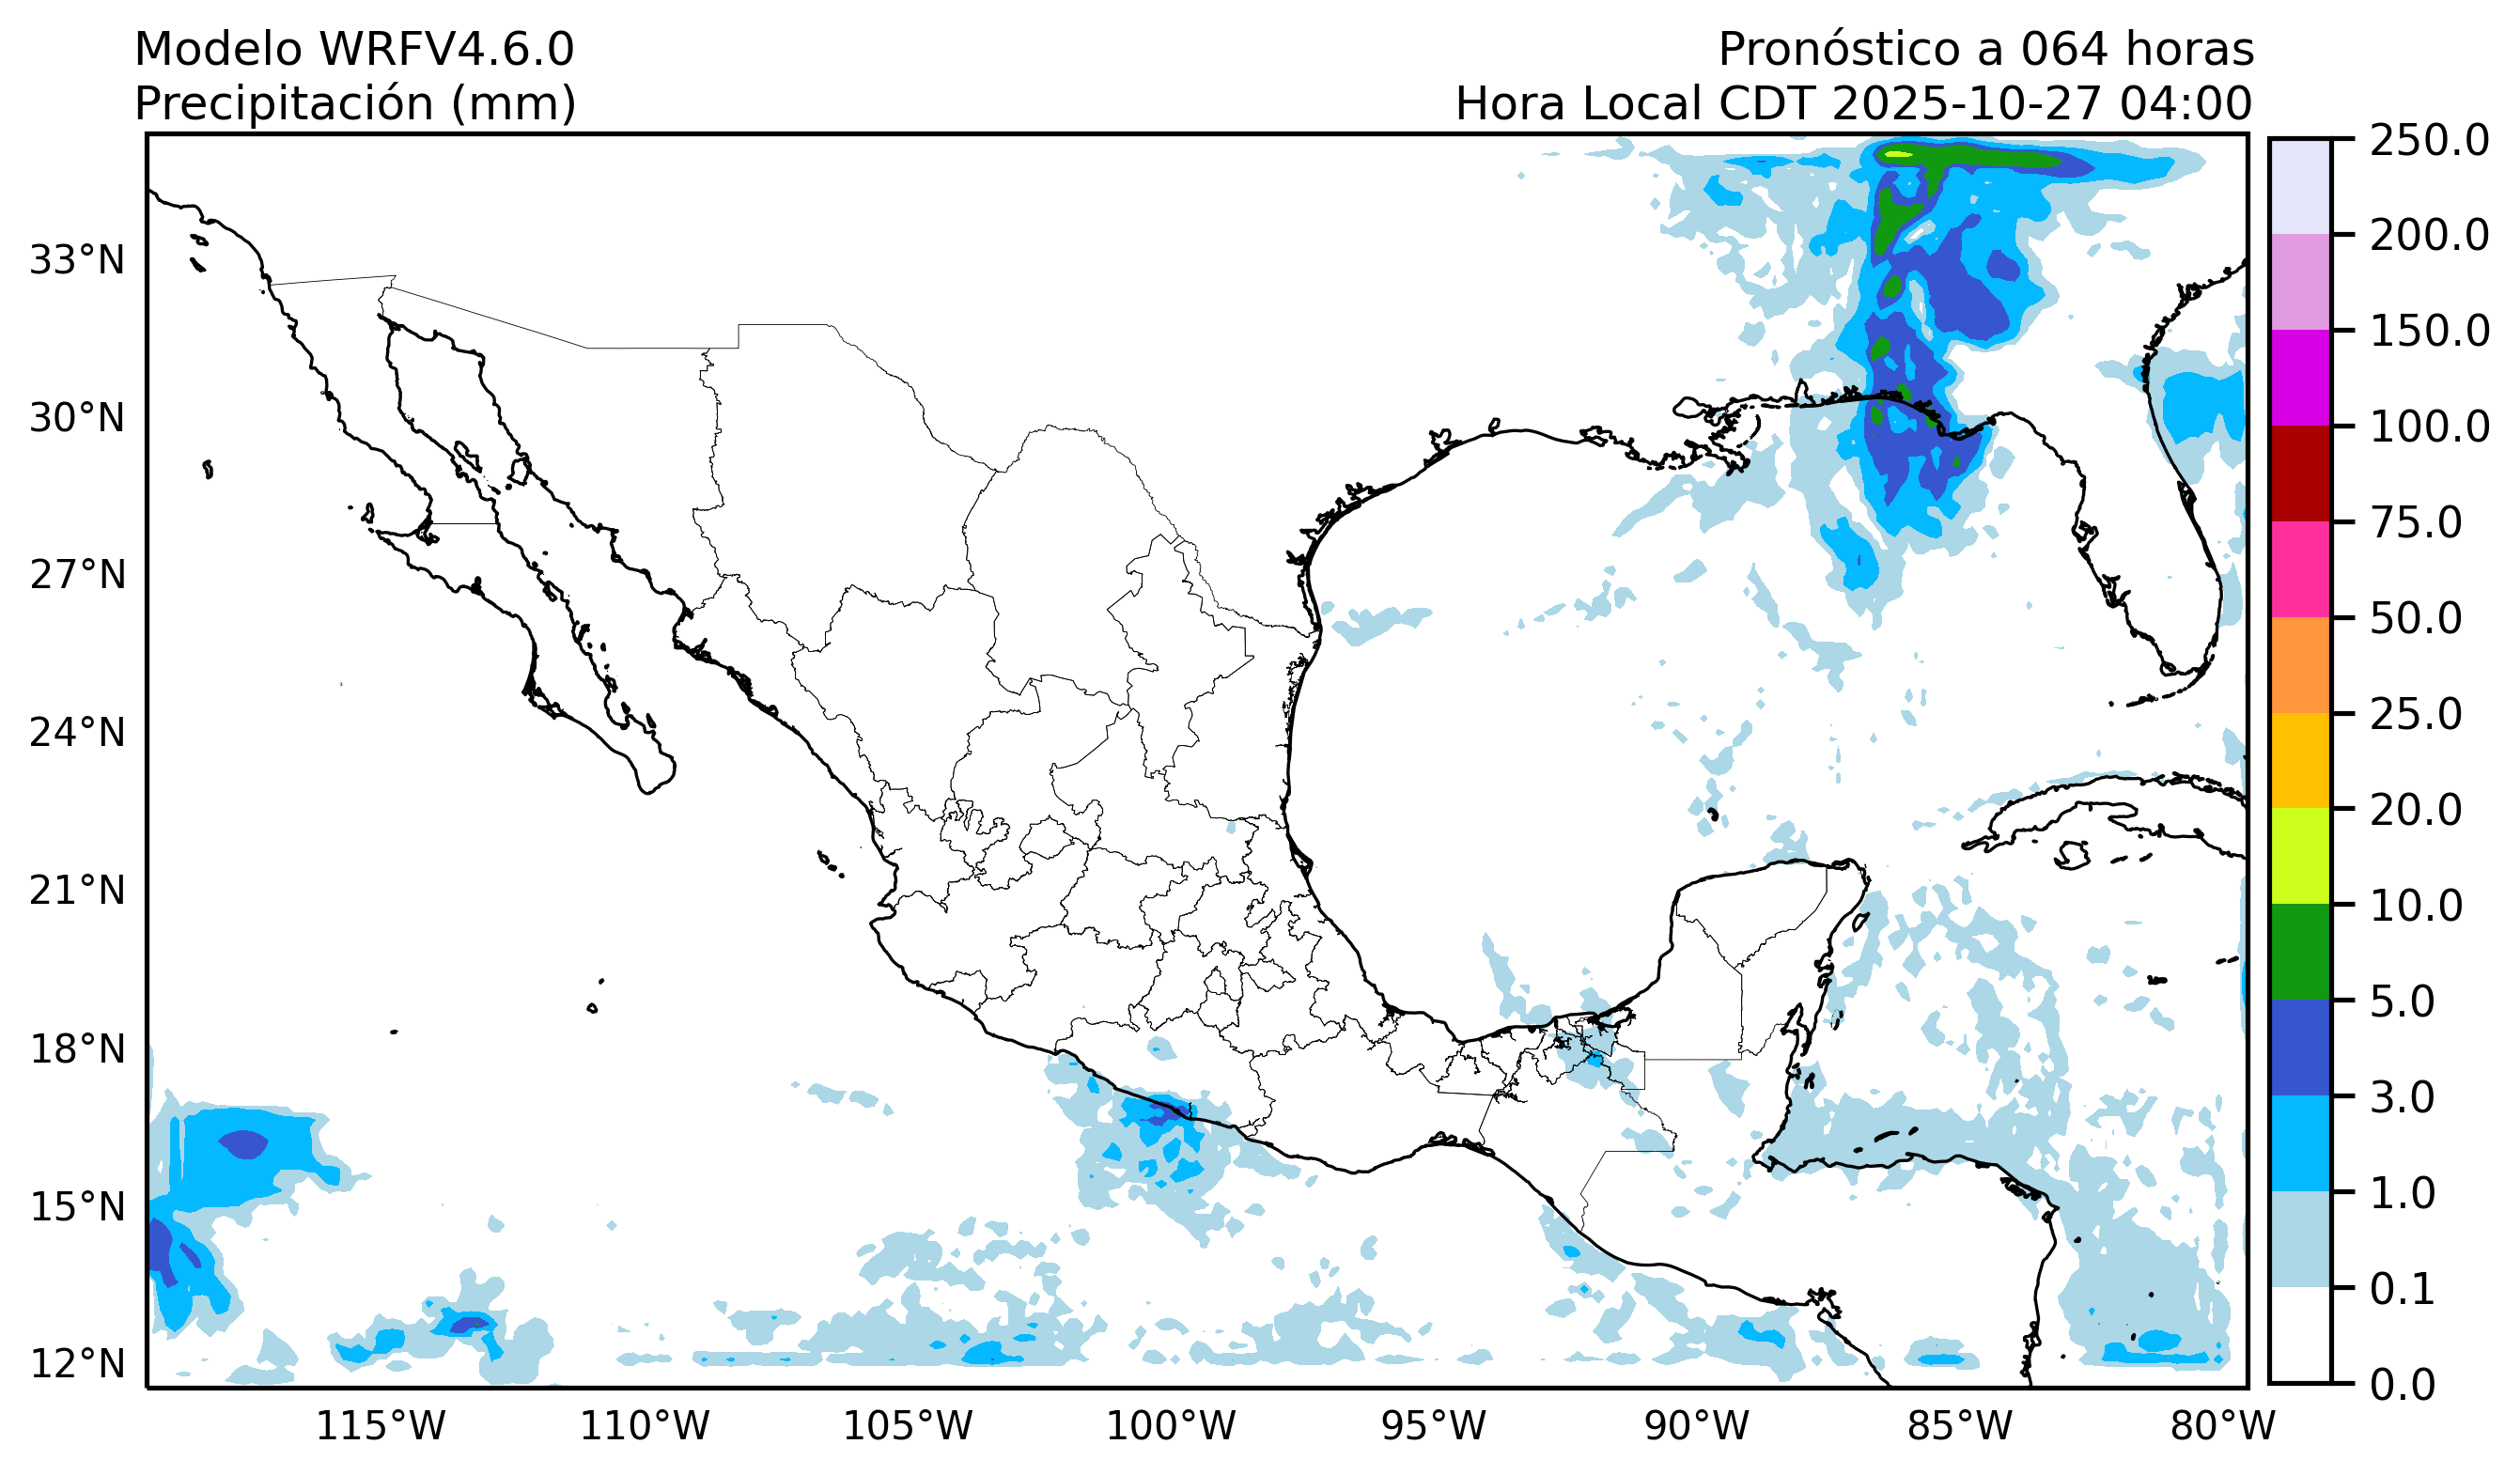 Modelo WRFV4.6.0
Precipitación (mm)
Pronóstico a 064 horas
Hora Local CDT 2025-10-27 04:00
33°N
30°N
27°N
24°N
21°N
18°N
15°N
12°N
115°W
110°W
105°W
100°W
95°W
90°W
85°W
80°W
250.0
200.0
150.0
100.0
75.0
50.0
25.0
20.0
10.0
5.0
3.0
1.0
0.1
0.0